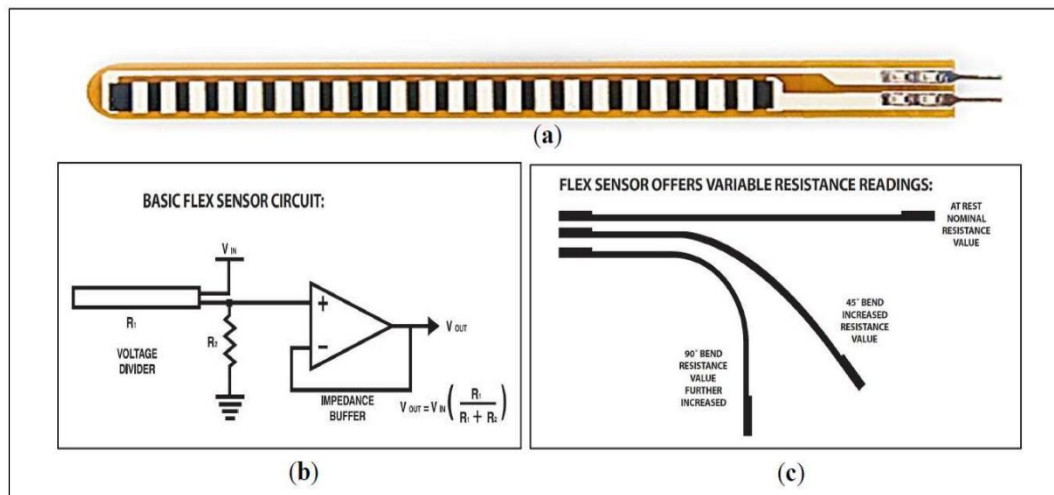 (a)
BASIC FLEX SENSOR CIRCUIT:
V IN
R₁
VOLTAGE
DIVIDER
R₂
+
−
V OUT
IMPEDANCE
BUFFER
V OUT = V IN ( R₁ / R₁ + R₂ )
(b)
FLEX SENSOR OFFERS VARIABLE RESISTANCE READINGS:
AT REST
NOMINAL
RESISTANCE
VALUE
45° BEND
INCREASED
RESISTANCE
VALUE
90° BEND
RESISTANCE
VALUE
FURTHER
INCREASED
(c)